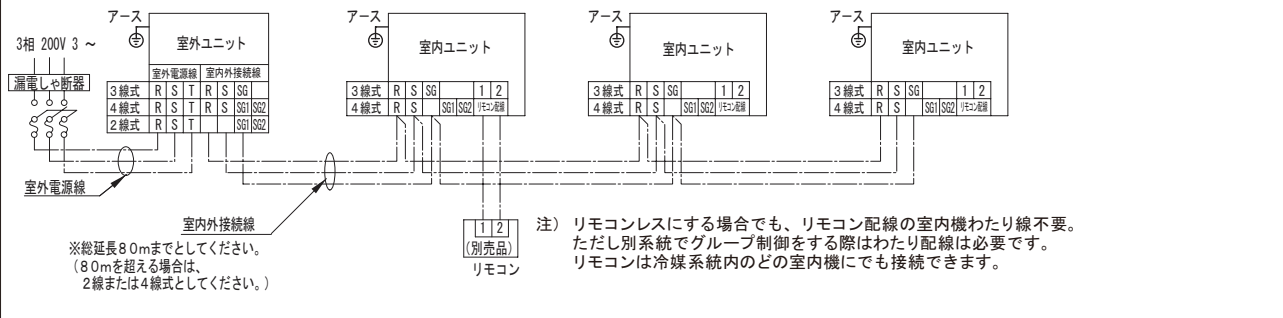 アース
3相 200V 3 ～
漏電しゃ断器
室外ユニット
室外電源線 室内外接続線
3線式 R S T R S SG
4線式 R S T R S SG1 SG2
2線式 R S T SG1 SG2
室外電源線
室内外接続線
※総延長80mまでとしてください。
(80mを超える場合は、
2線または4線式としてください。)
アース
室内ユニット
3線式 R S SG 1 2
4線式 R S SG1 SG2 リモコン配線
1 2
(別売品)
リモコン
アース
室内ユニット
3線式 R S SG 1 2
4線式 R S SG1 SG2 リモコン配線
アース
室内ユニット
3線式 R S SG 1 2
4線式 R S SG1 SG2 リモコン配線
注) リモコンレスにする場合でも、リモコン配線の室内機わたり線不要。
ただし別系統でグループ制御をする際はわたり配線は必要です。
リモコンは冷媒系統内のどの室内機にでも接続できます。